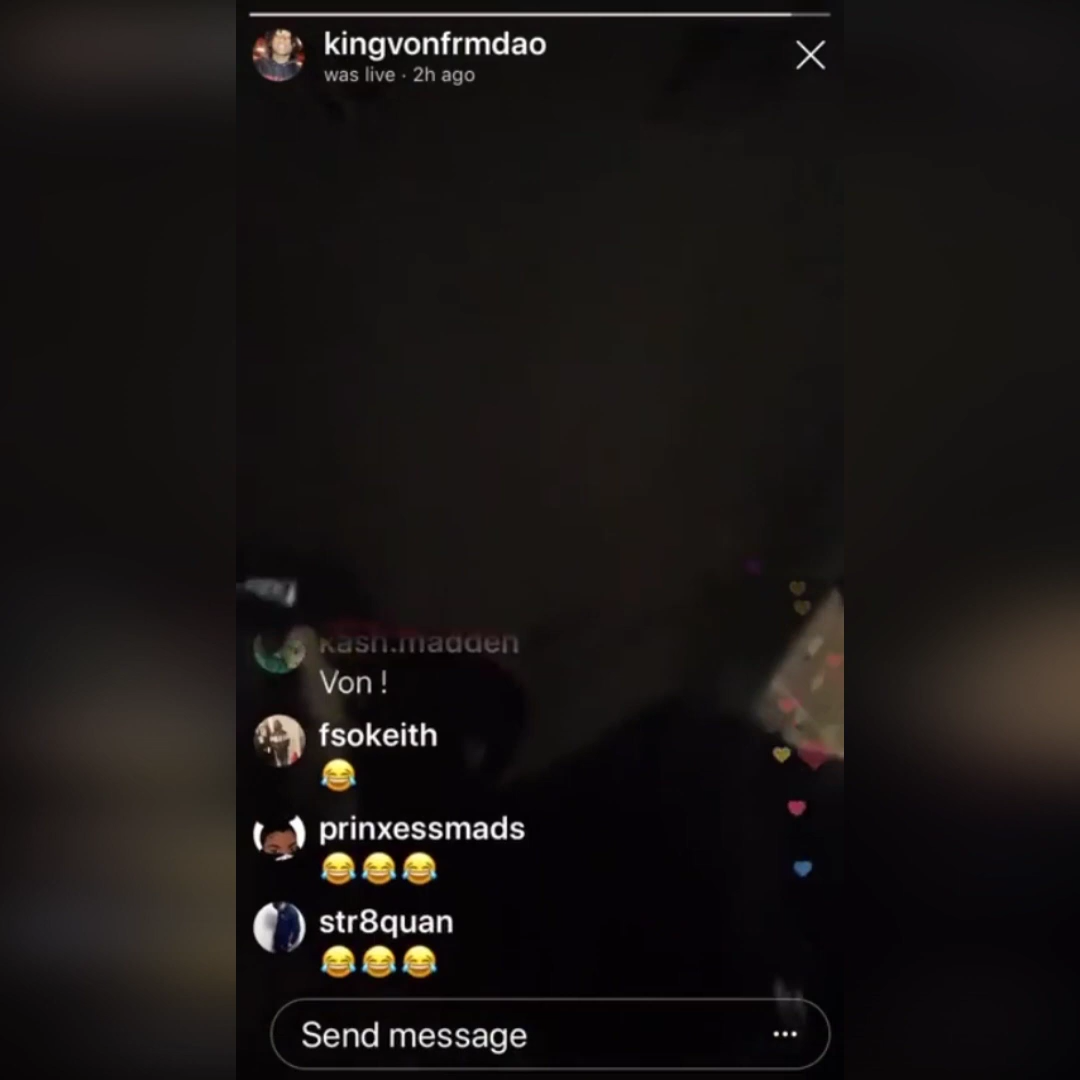 kingvonfrmdao
was live · 2h ago
kash.madden
Von !
fsokeith
😂
prinxessmads
😂😂😂
str8quan
😂😂😂
Send message